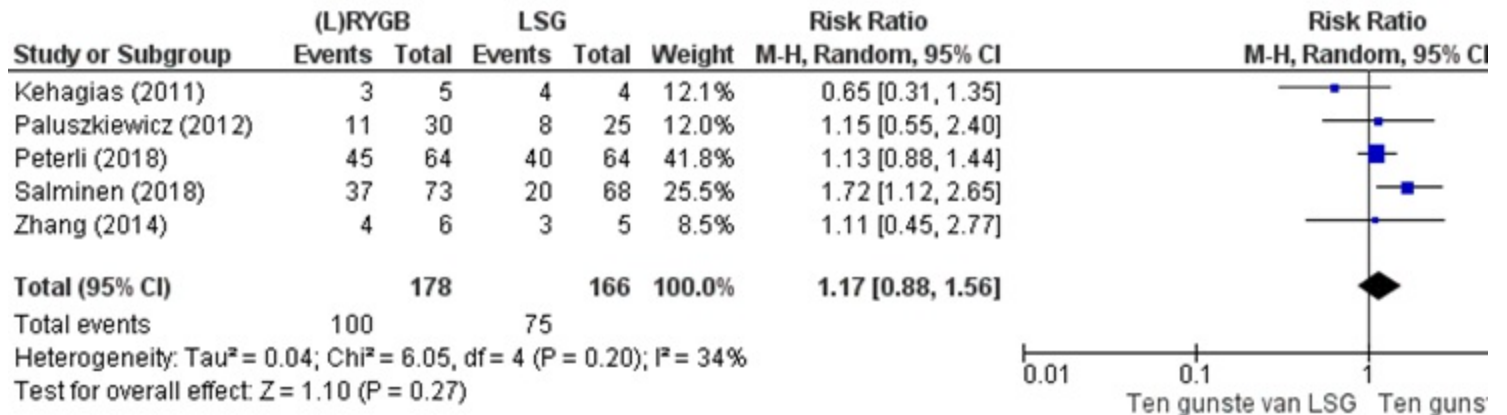 (L)RYGB LSG Risk Ratio Risk Ratio
Study or Subgroup Events Total Events Total Weight M-H, Random, 95% CI M-H, Random, 95% CI
Kehagias (2011) 3 5 4 4 12.1% 0.65 [0.31, 1.35]
Paluszkiewicz (2012) 11 30 8 25 12.0% 1.15 [0.55, 2.40]
Peterli (2018) 45 64 40 64 41.8% 1.13 [0.88, 1.44]
Salminen (2018) 37 73 20 68 25.5% 1.72 [1.12, 2.65]
Zhang (2014) 4 6 3 5 8.5% 1.11 [0.45, 2.77]
Total (95% CI) 178 166 100.0% 1.17 [0.88, 1.56]
Total events 100 75
Heterogeneity: Tau² = 0.04; Chi² = 6.05, df = 4 (P = 0.20); I² = 34%
Test for overall effect: Z = 1.10 (P = 0.27)
0.01 0.1 1
Ten gunste van LSG Ten guns